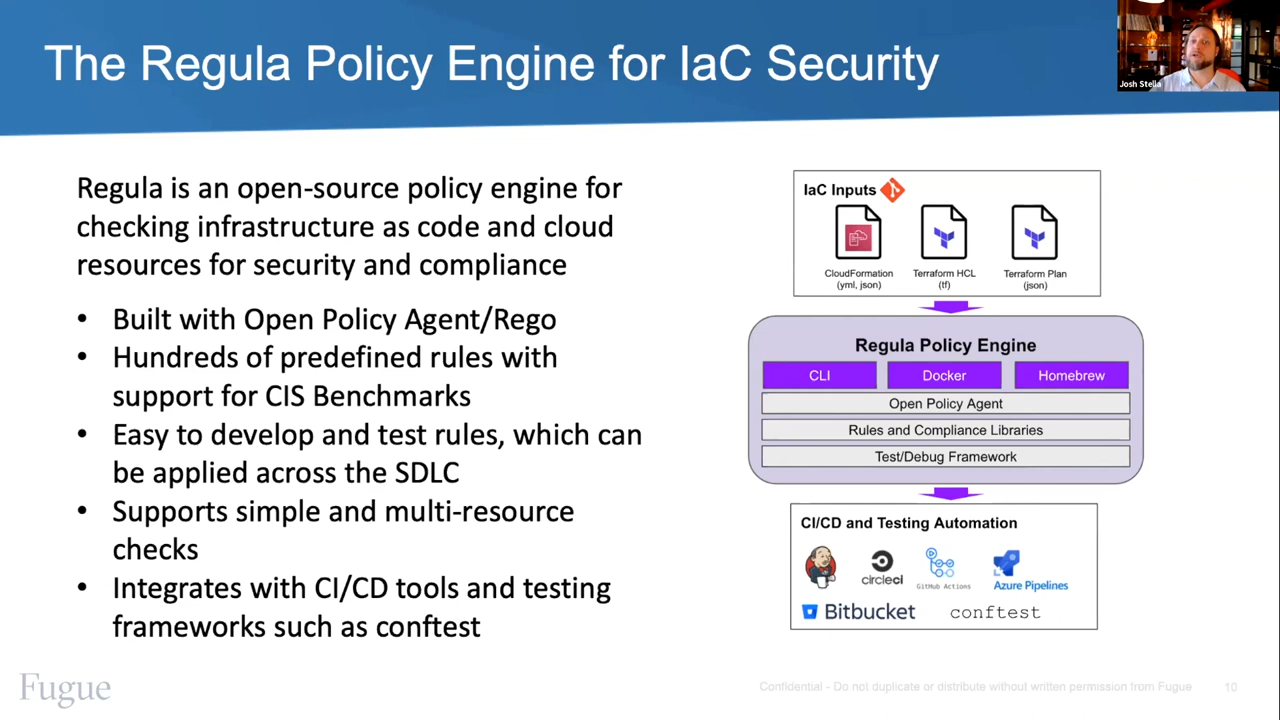 The Regula Policy Engine for IaC Security
Josh Stella
Regula is an open-source policy engine for
checking infrastructure as code and cloud
resources for security and compliance
• Built with Open Policy Agent/Rego
• Hundreds of predefined rules with
support for CIS Benchmarks
• Easy to develop and test rules, which can
be applied across the SDLC
• Supports simple and multi-resource
checks
• Integrates with CI/CD tools and testing
frameworks such as conftest
IaC Inputs
CloudFormation
(yml, json)
Terraform HCL
(tf)
Terraform Plan
(json)
Regula Policy Engine
CLI
Docker
Homebrew
Open Policy Agent
Rules and Compliance Libraries
Test/Debug Framework
CI/CD and Testing Automation
circleci
GitHub Actions
Azure Pipelines
Bitbucket
conftest
Fugue
Confidential - Do not duplicate or distribute without written permission from Fugue
10